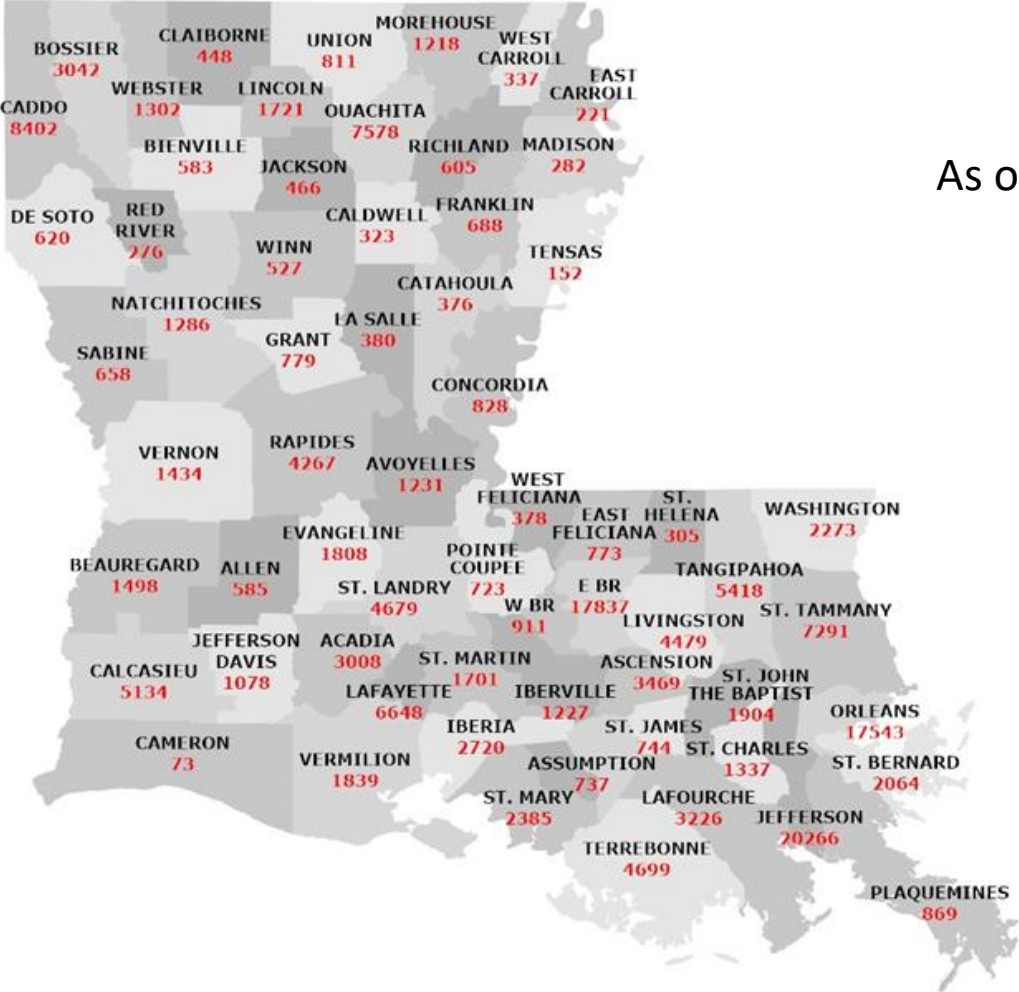 MOREHOUSE
1218
CLAIBORNE
448
UNION
811
WEST
CARROLL
337
BOSSIER
3042
EAST
CARROLL
221
WEBSTER
1302
LINCOLN
1721
CADDO
8402
OUACHITA
7578
BIENVILLE
583
JACKSON
466
RICHLAND
605
MADISON
282
As o
DE SOTO
620
RED
RIVER
276
CALDWELL
323
FRANKLIN
688
WINN
527
TENSAS
152
CATAHOULA
376
NATCHITOCHES
1286
LA SALLE
380
GRANT
779
SABINE
658
CONCORDIA
828
VERNON
1434
RAPIDES
4267
AVOYELLES
1231
WEST
FELICIANA
378
EAST
FELICIANA
773
ST.
HELENA
305
WASHINGTON
2273
EVANGELINE
1808
POINTE
COUPEE
723
BEAUREGARD
1498
ALLEN
585
ST. LANDRY
4679
E BR
17837
TANGIPAHOA
5418
W BR
911
LIVINGSTON
4479
ST. TAMMANY
7291
JEFFERSON
DAVIS
1078
ACADIA
3008
CALCASIEU
5134
ST. MARTIN
1701
ASCENSION
3469
ST. JOHN
THE BAPTIST
1904
LAFAYETTE
6648
IBERVILLE
1227
ORLEANS
17543
IBERIA
2720
ST. JAMES
744
CAMERON
73
VERMILION
1839
ST. CHARLES
1337
ASSUMPTION
737
ST. BERNARD
2064
ST. MARY
2385
LAFOURCHE
3226
JEFFERSON
20266
TERREBONNE
4699
PLAQUEMINES
869